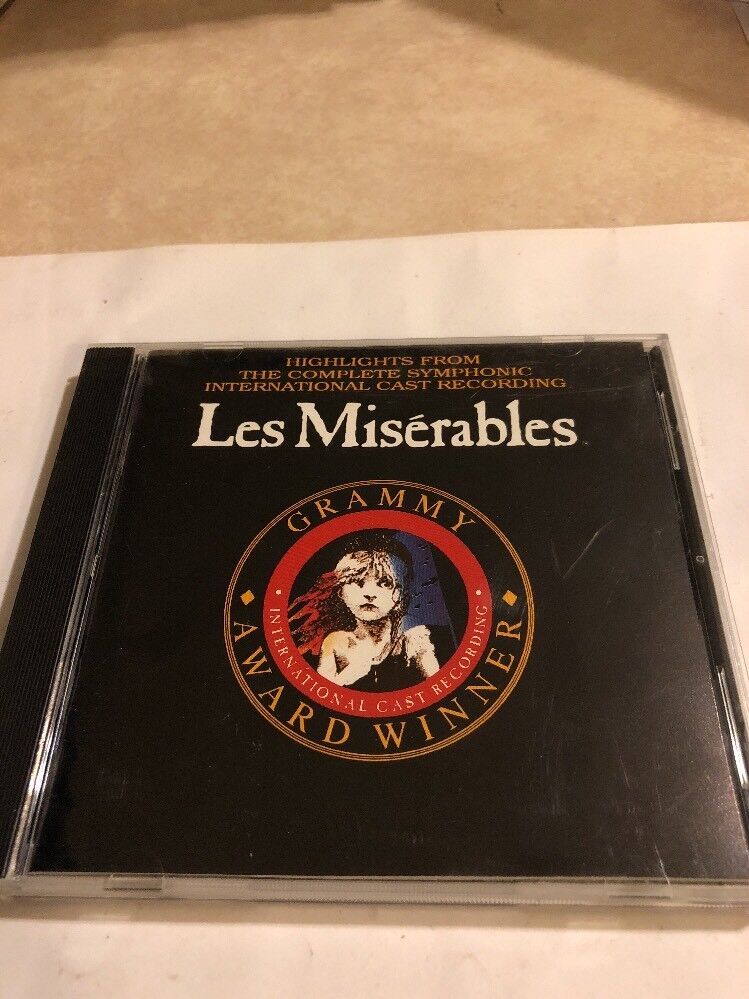 HIGHLIGHTS FROM
THE COMPLETE SYMPHONIC
INTERNATIONAL CAST RECORDING
Les Misérables
GRAMMY
AWARD WINNER
INTERNATIONAL CAST RECORDING